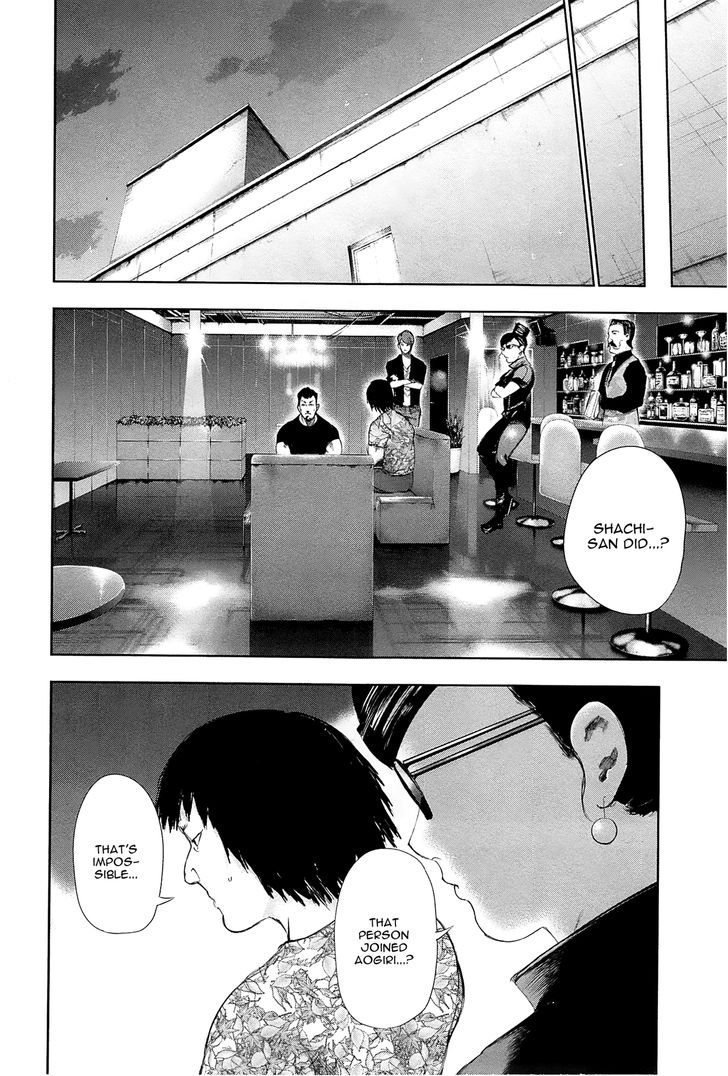 SHACHI-
SAN DID...?
THAT
PERSON
JOINED
AOGIRI...?
THAT'S
IMPOS-
SIBLE...